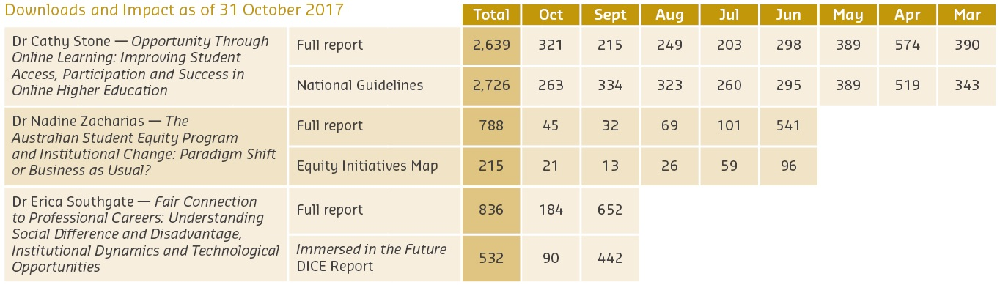 Downloads and Impact as of 31 October 2017
Total Oct Sept Aug Jul Jun May Apr Mar
Dr Cathy Stone — Opportunity Through
Online Learning: Improving Student
Access, Participation and Success in
Online Higher Education
Full report 2,639 321 215 249 203 298 389 574 390
National Guidelines 2,726 263 334 323 260 295 389 519 343
Dr Nadine Zacharias — The
Australian Student Equity Program
and Institutional Change: Paradigm Shift
or Business as Usual?
Full report 788 45 32 69 101 541
Equity Initiatives Map 215 21 13 26 59 96
Dr Erica Southgate — Fair Connection
to Professional Careers: Understanding
Social Difference and Disadvantage,
Institutional Dynamics and Technological
Opportunities
Full report 836 184 652
Immersed in the Future
DICE Report 532 90 442